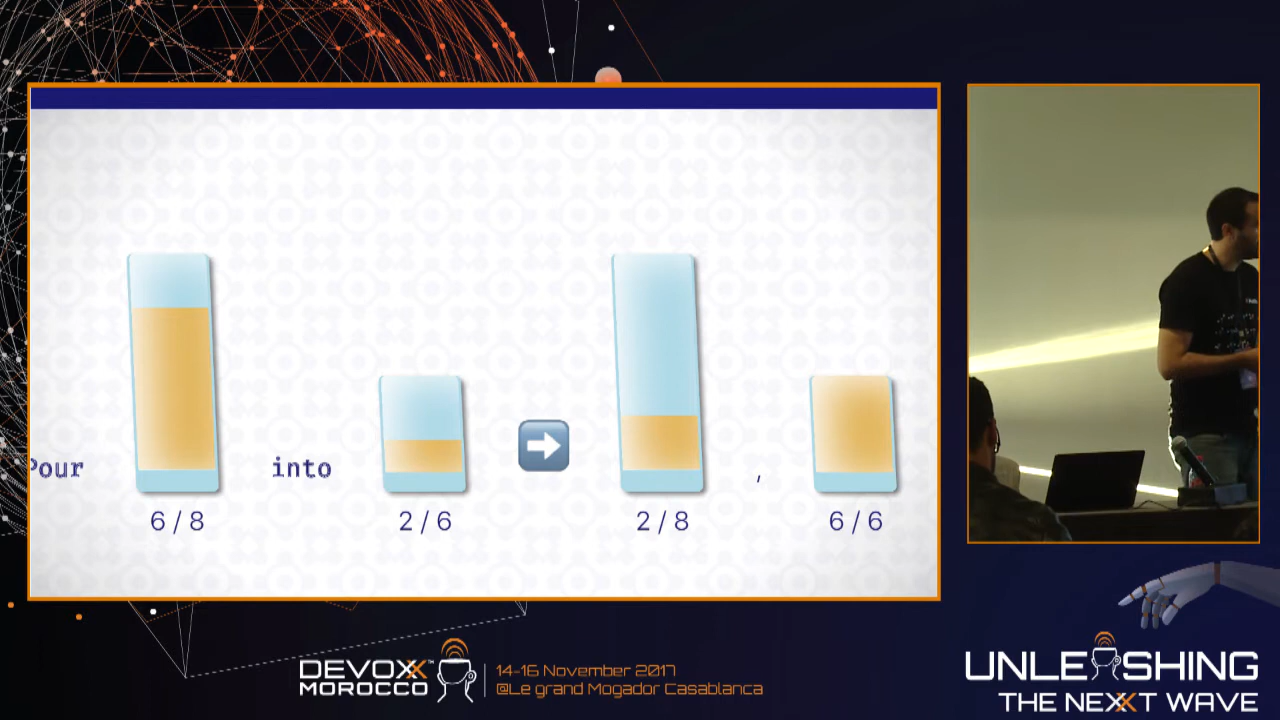 Pour
into
,
6/8
2/6
2/8
6/6
DEVOXX™
MOROCCO
14-16 November 2017
@Le grand Mogador Casablanca
UNLEASHING
THE NEXXT WAVE